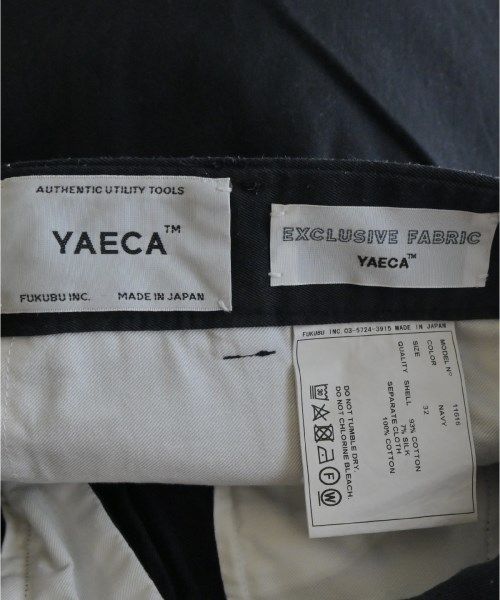 AUTHENTIC UTILITY TOOLS
YAECA™
FUKUBU INC. MADE IN JAPAN
EXCLUSIVE FABRIC
YAECA™
FUKUBU INC 03-5724-3915 MADE IN JAPAN
MODEL Nº 11616
COLOR NAVY
SIZE 32
QUALITY SHELL 93% COTTON
7% SILK
SEPARATE CLOTH
100% COTTON
DO NOT TUMBLE DRY.
DO NOT CHLORINE BLEACH.
F W